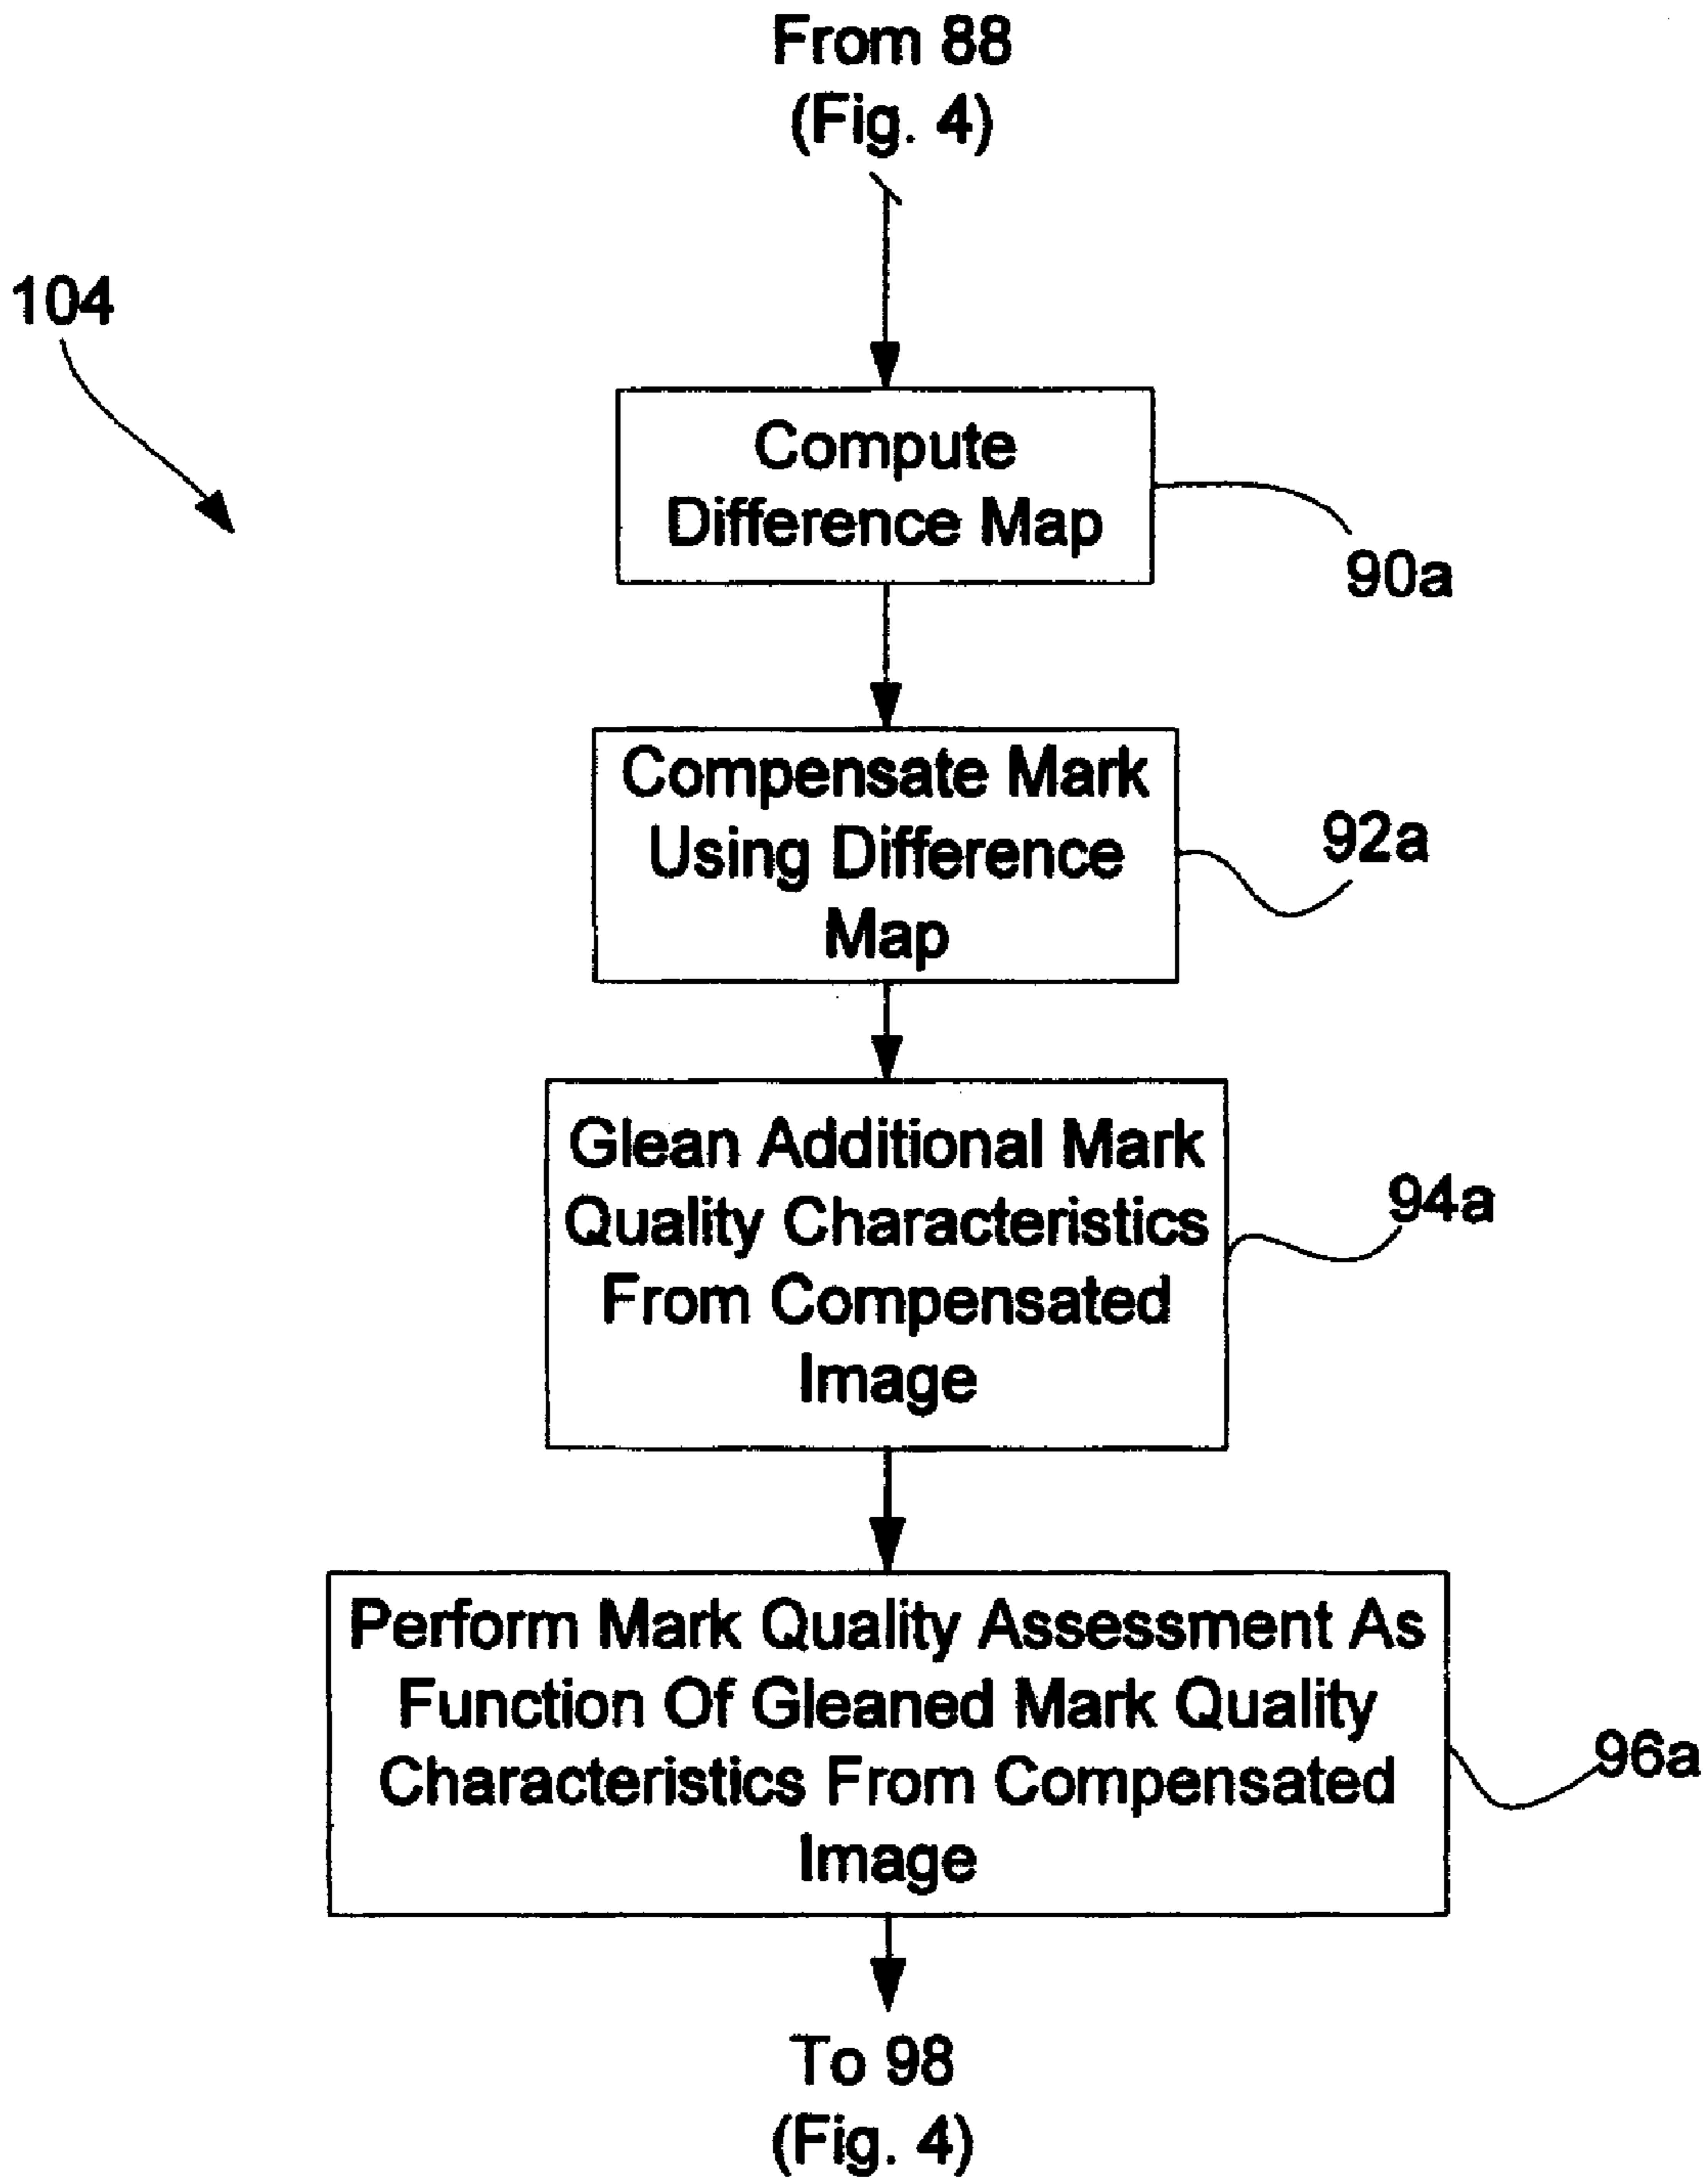 From 88
(Fig. 4)
104
Compute
Difference Map
90a
Compensate Mark
Using Difference
Map
92a
Glean Additional Mark
Quality Characteristics
From Compensated
Image
94a
Perform Mark Quality Assessment As
Function Of Gleaned Mark Quality
Characteristics From Compensated
Image
96a
To 98
(Fig. 4)